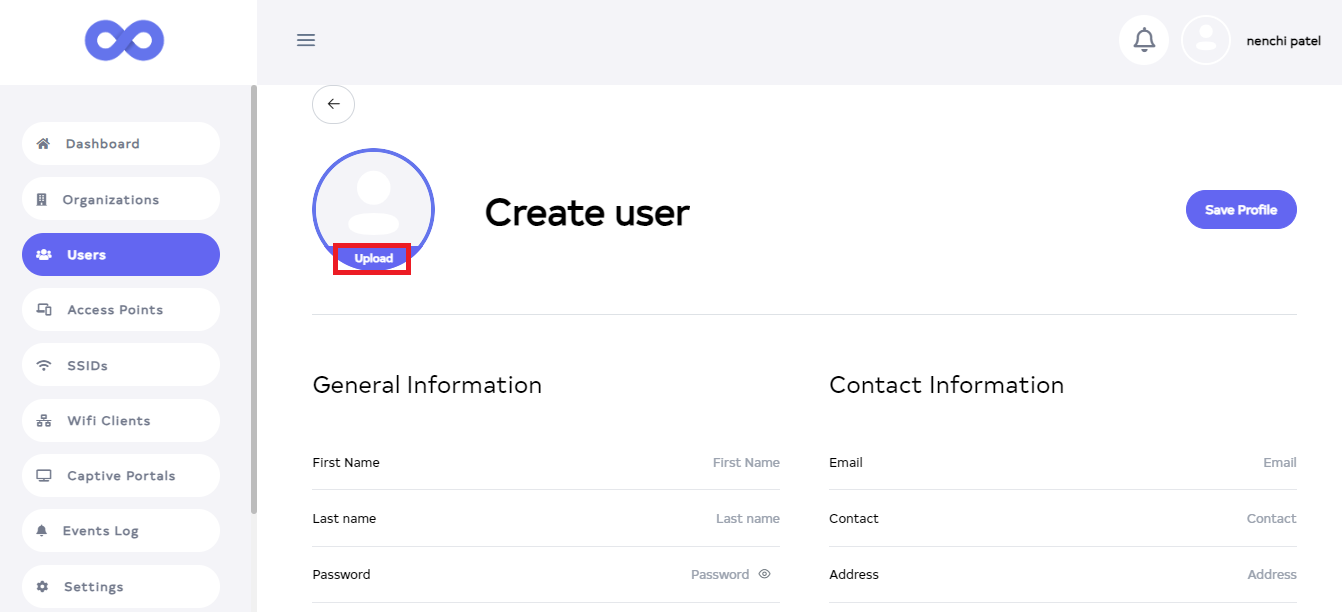 nenchi patel
Dashboard
Organizations
Users
Access Points
SSIDs
Wifi Clients
Captive Portals
Events Log
Settings
Upload
Create user
Save Profile
General Information
First Name First Name
Last name Last name
Password Password
Contact Information
Email Email
Contact Contact
Address Address